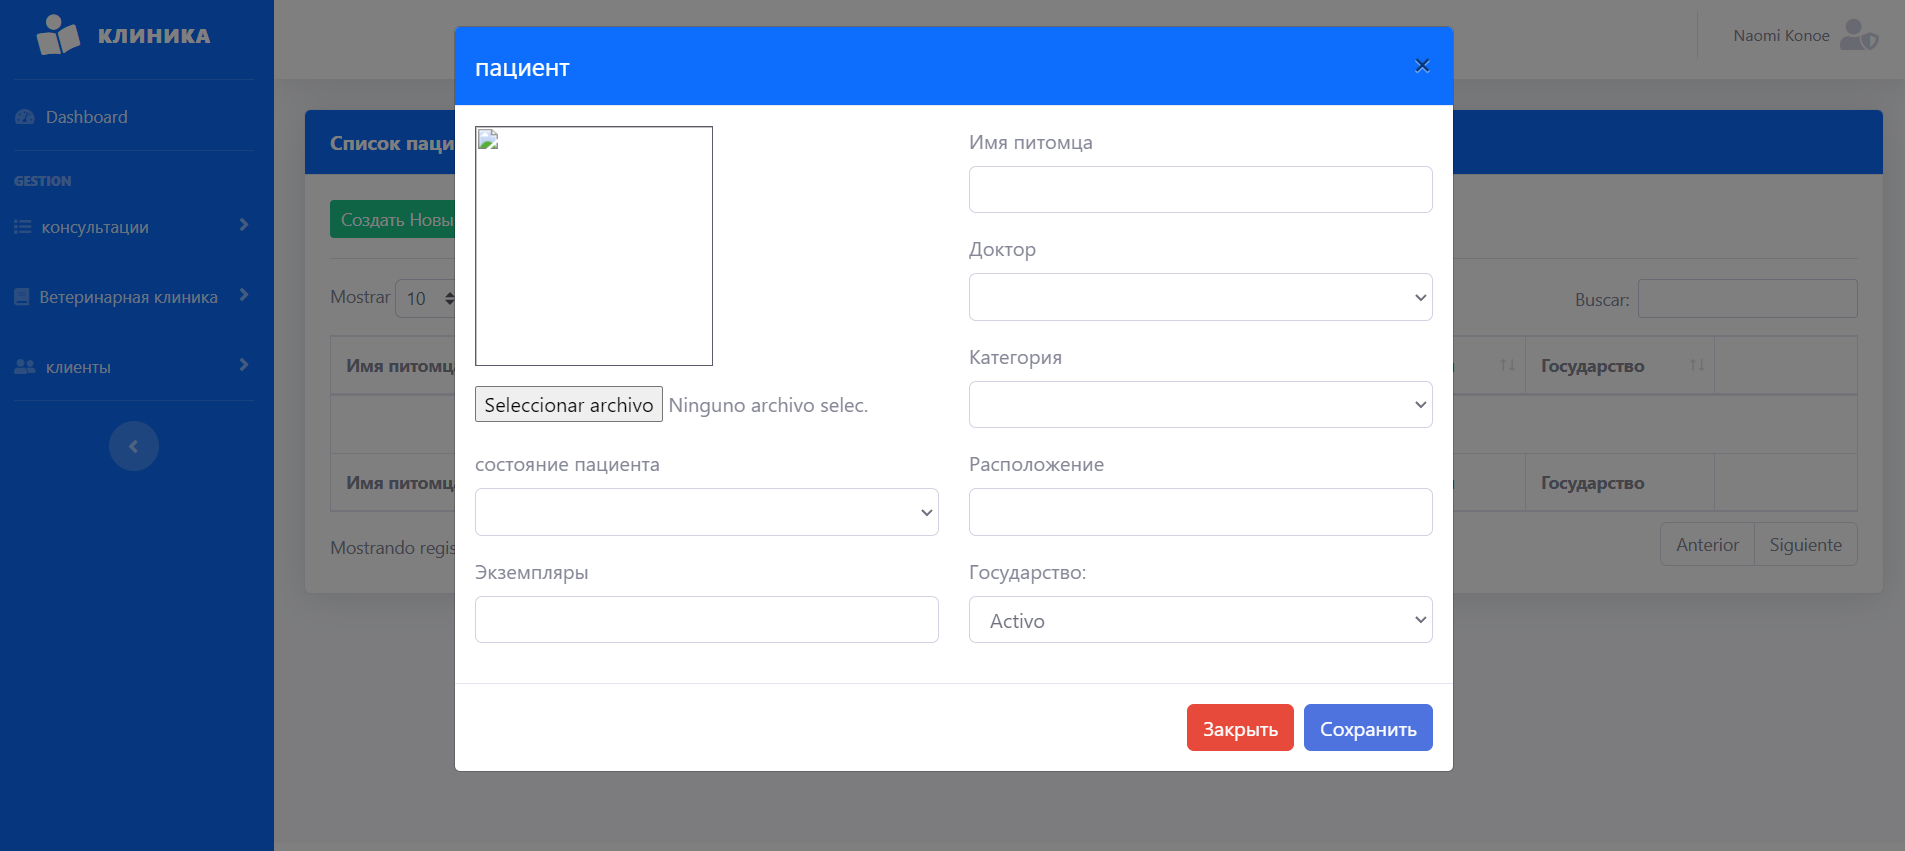 КЛИНИКА
Naomi Konoe
Dashboard
GESTION
консультации
Ветеринарная клиника
клиенты
Список паци
Создать Новы
Mostrar 10
Buscar:
Имя питомца
Государство
Имя питомца
Государство
Mostrando regis
Anterior
Siguiente
пациент
×
Seleccionar archivo Ninguno archivo selec.
состояние пациента
Экземпляры
Имя питомца
Доктор
Категория
Расположение
Государство:
Activo
Закрыть
Сохранить